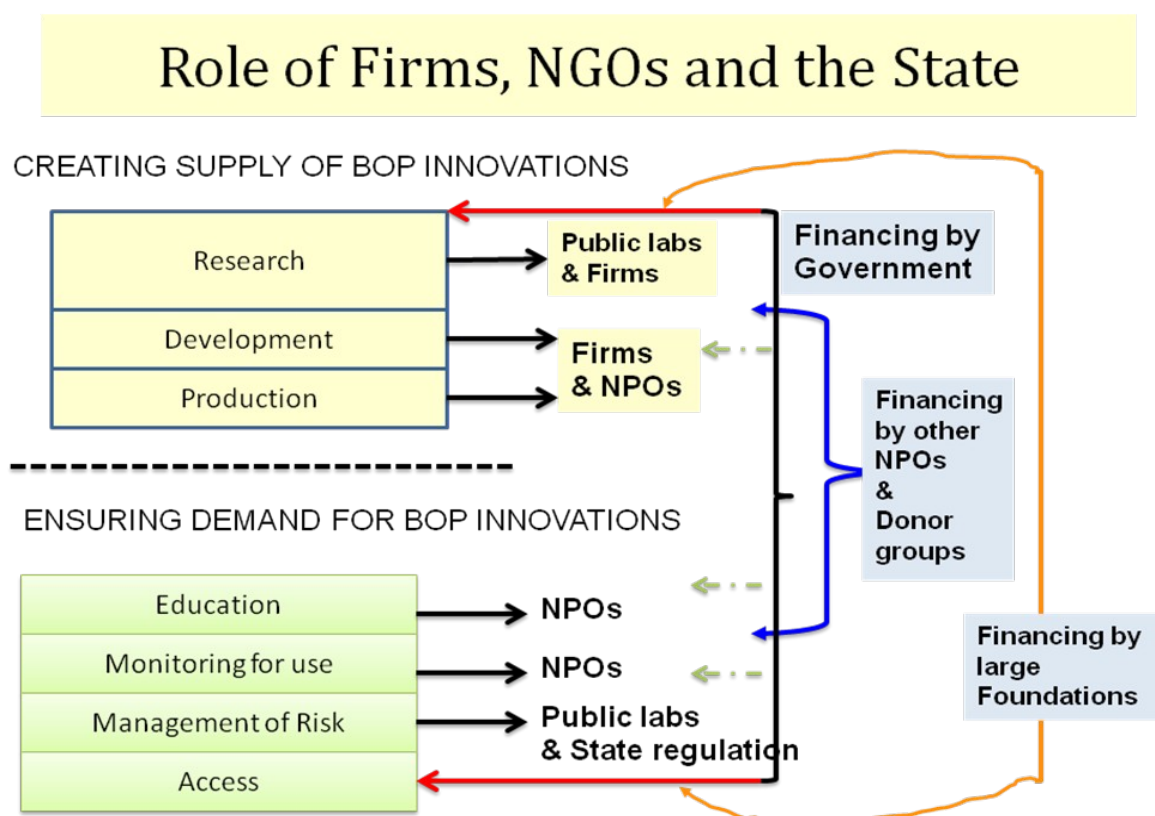 Role of Firms, NGOs and the State
CREATING SUPPLY OF BOP INNOVATIONS
Research
Public labs
& Firms
Financing by
Government
Development
Production
Firms
& NPOs
Financing
by other
NPOs
&
Donor
groups
ENSURING DEMAND FOR BOP INNOVATIONS
Education
NPOs
Monitoring for use
NPOs
Management of Risk
Public labs
& State regulation
Access
Financing by
large
Foundations